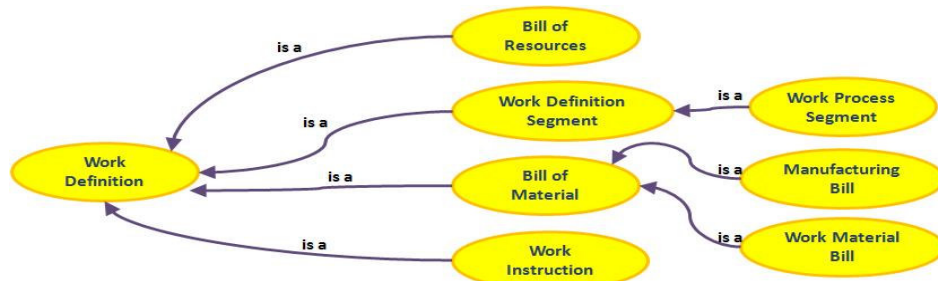 Bill of
Resources
is a
Work Definition
Segment
is a
Work Process
Segment
is a
Work
Definition
is a
Bill of
Material
is a
Manufacturing
Bill
is a
Work
Instruction
is a
Work Material
Bill